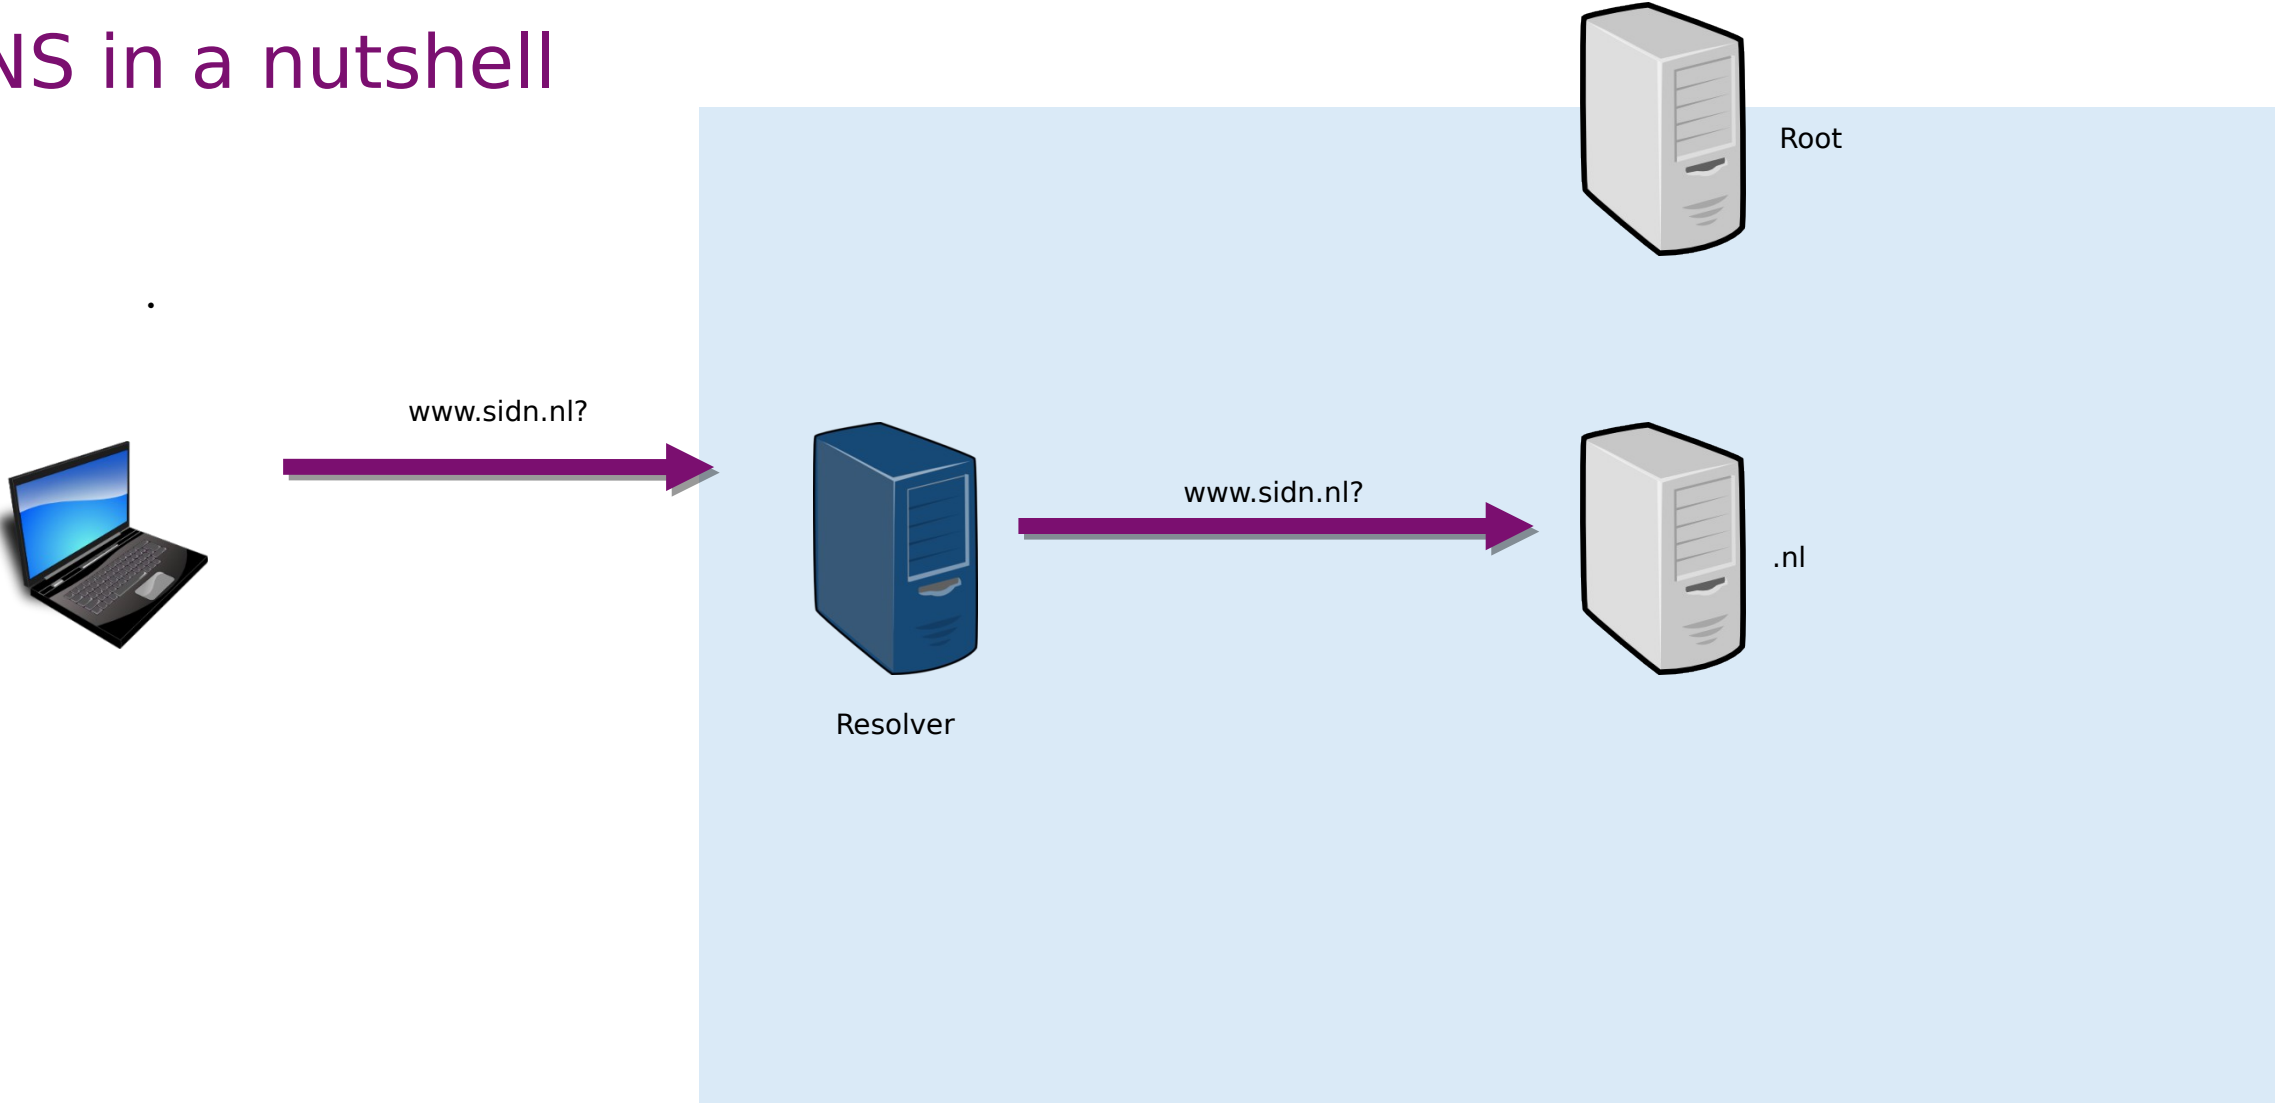 NS in a nutshell
Root
.
www.sidn.nl?
www.sidn.nl?
.nl
Resolver